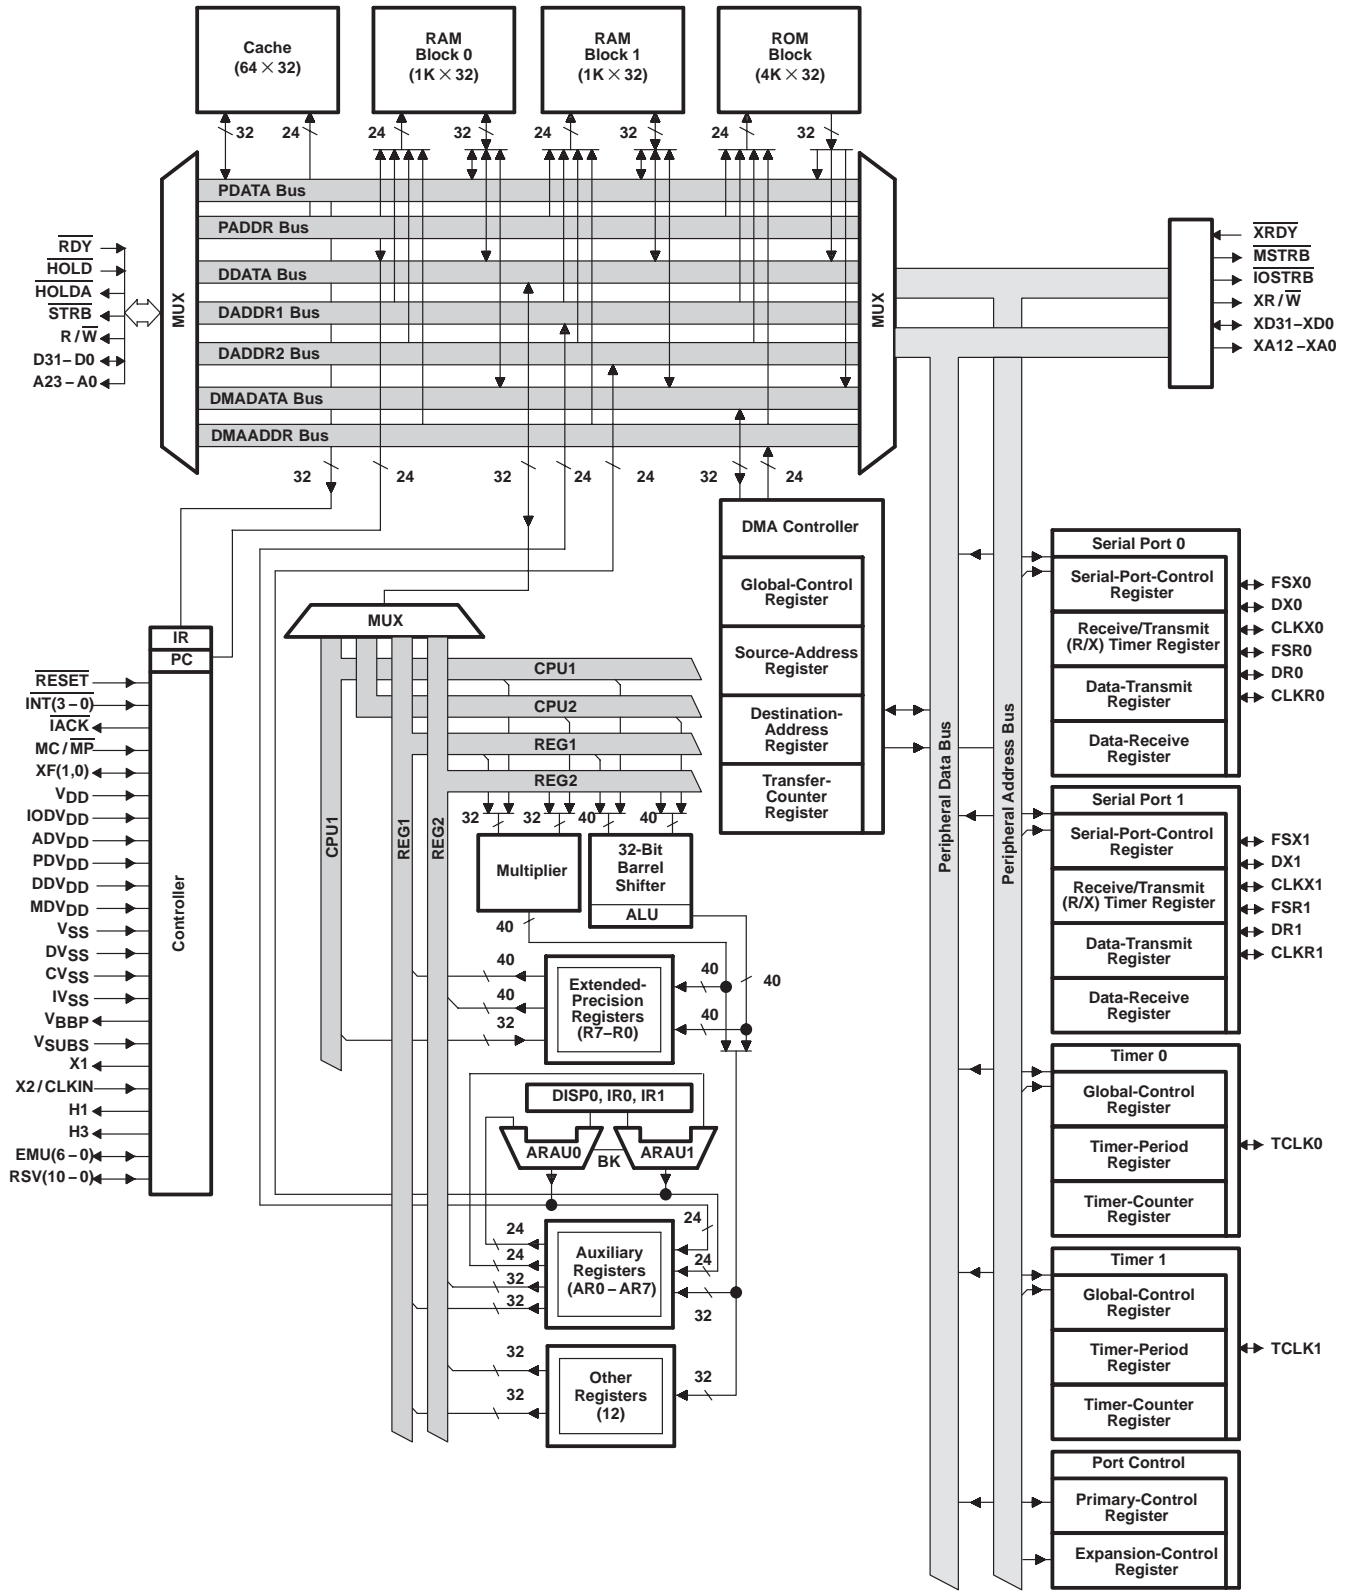 Cache
(64 × 32)
RAM
Block 0
(1K × 32)
RAM
Block 1
(1K × 32)
ROM
Block
(4K × 32)
32
24
24
32
24
32
24
32
PDATA Bus
PADDR Bus
DDATA Bus
DADDR1 Bus
DADDR2 Bus
DMADATA Bus
DMAADDR Bus
MUX
MUX
RDY
HOLD
HOLDA
STRB
R/W
D31–D0
A23–A0
XRDY
MSTRB
IOSTRB
XR/W
XD31–XD0
XA12–XA0
32
24
32
24
24
32
24
DMA Controller
Global-Control
Register
Source-Address
Register
Destination-
Address
Register
Transfer-
Counter
Register
Peripheral Data Bus
Peripheral Address Bus
IR
PC
Controller
RESET
INT(3–0)
IACK
MC/MP
XF(1,0)
VDD
IODVDD
ADVDD
PDVDD
DDVDD
MDVDD
VSS
DVSS
CVSS
IVSS
VBBP
VSUBS
X1
X2/CLKIN
H1
H3
EMU(6–0)
RSV(10–0)
MUX
CPU1
CPU2
REG1
REG2
CPU1
REG1
REG2
32
32
40
40
Multiplier
32-Bit
Barrel
Shifter
ALU
40
40
40
40
40
32
40
Extended-
Precision
Registers
(R7–R0)
DISP0, IR0, IR1
ARAU0
BK
ARAU1
24
24
32
32
24
24
32
Auxiliary
Registers
(AR0–AR7)
32
32
32
Other
Registers
(12)
Serial Port 0
Serial-Port-Control
Register
Receive/Transmit
(R/X) Timer Register
Data-Transmit
Register
Data-Receive
Register
FSX0
DX0
CLKX0
FSR0
DR0
CLKR0
Serial Port 1
Serial-Port-Control
Register
Receive/Transmit
(R/X) Timer Register
Data-Transmit
Register
Data-Receive
Register
FSX1
DX1
CLKX1
FSR1
DR1
CLKR1
Timer 0
Global-Control
Register
Timer-Period
Register
Timer-Counter
Register
TCLK0
Timer 1
Global-Control
Register
Timer-Period
Register
Timer-Counter
Register
TCLK1
Port Control
Primary-Control
Register
Expansion-Control
Register